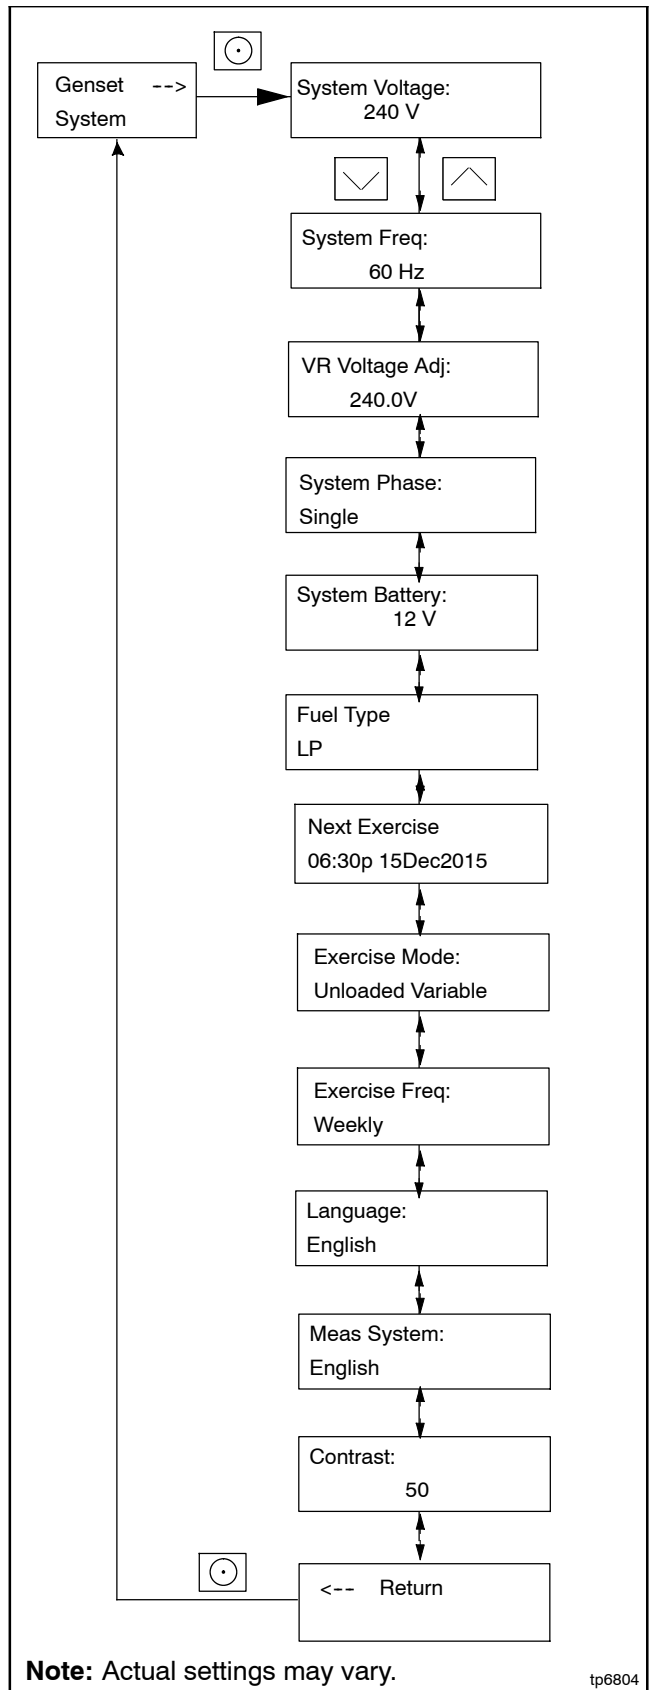 Genset -->
System
System Voltage:
240 V
System Freq:
60 Hz
VR Voltage Adj:
240.0V
System Phase:
Single
System Battery:
12 V
Fuel Type
LP
Next Exercise
06:30p 15Dec2015
Exercise Mode:
Unloaded Variable
Exercise Freq:
Weekly
Language:
English
Meas System:
English
Contrast:
50
<-- Return
Note: Actual settings may vary.
tp6804